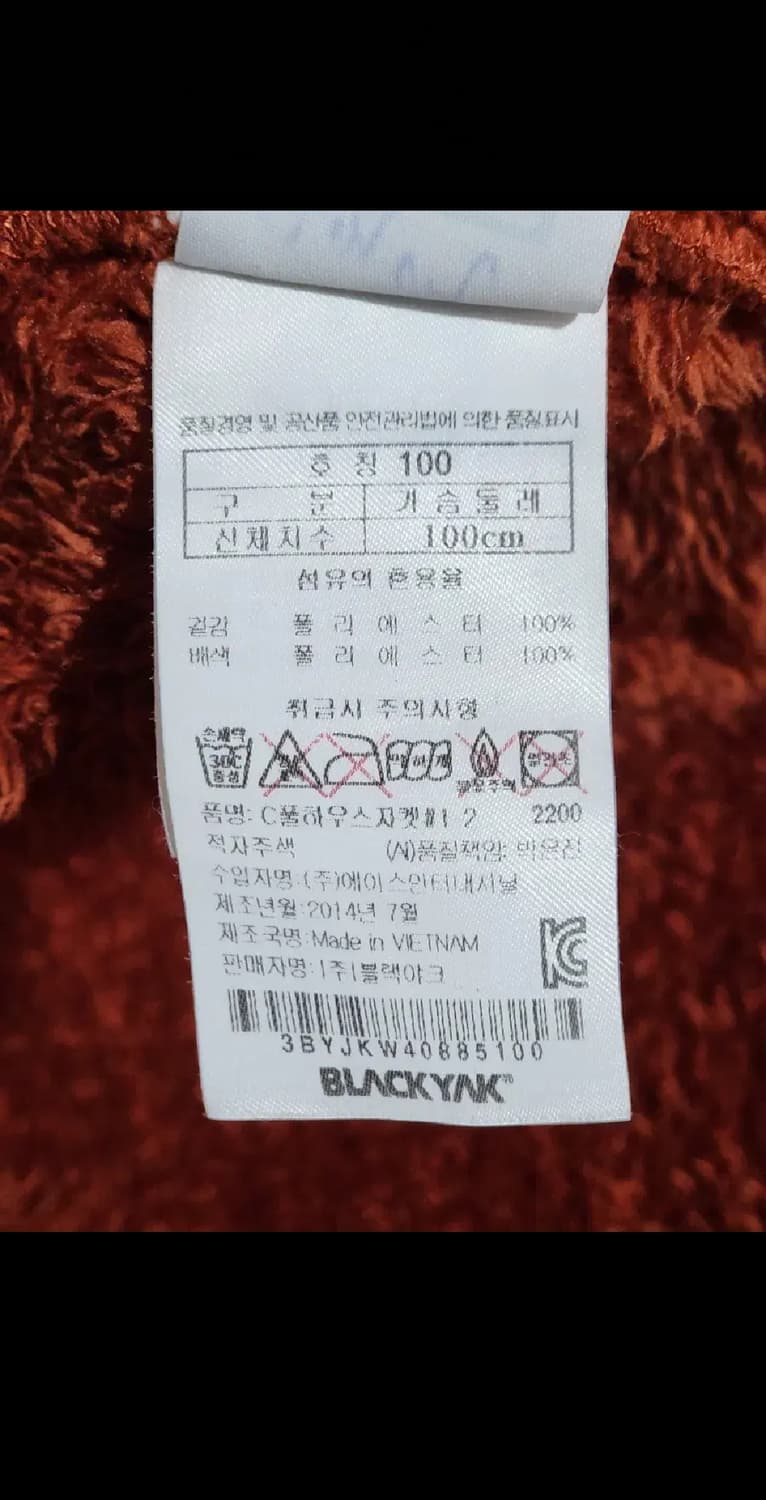 품질경영 및 공산품 안전관리법에 의한 품질표시
호 칭 100
구 분 가 슴 둘 레
신체치수 100cm
섬유의 혼용율
겉감 폴 리 에 스 터 100%
배색 폴 리 에 스 터 100%
취급시 주의사항
손세탁
30C
중성
품명: C폴하우스자켓#1 2 2200
적자주색 (AI)품질책임: 박은진
수입자명:(주)에이스인터내셔널
제조년월:2014년 7월
제조국명:Made in VIETNAM
판매자명:(주)블랙야크
3BYJKW40885100
BLACKYAK